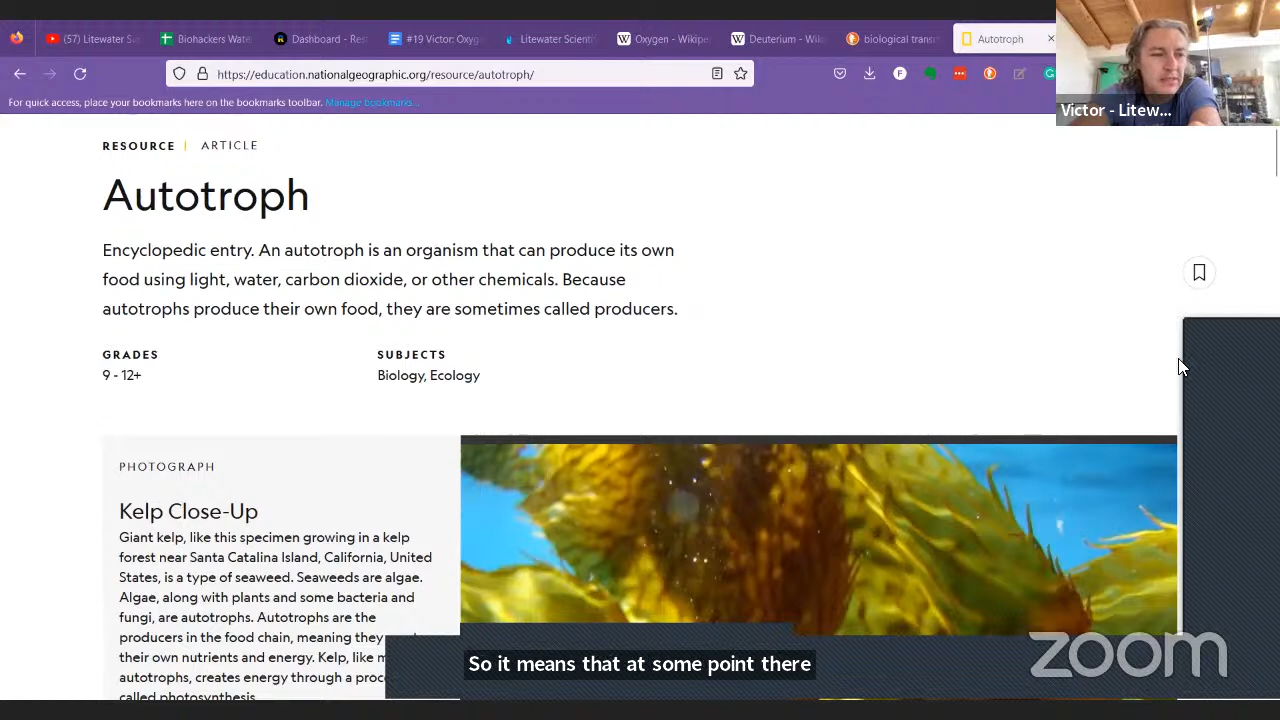 (57) Litewater Su
Biohackers Wate
Dashboard - Res
#19 Victor: Oxyg
Litewater Scienti
Oxygen - Wikipe
Deuterium - Wik
biological transm
Autotroph
https://education.nationalgeographic.org/resource/autotroph/
For quick access, place your bookmarks here on the bookmarks toolbar. Manage bookmarks...
Victor - Litew...
RESOURCE | ARTICLE
Autotroph
Encyclopedic entry. An autotroph is an organism that can produce its own
food using light, water, carbon dioxide, or other chemicals. Because
autotrophs produce their own food, they are sometimes called producers.
GRADES
9 - 12+
SUBJECTS
Biology, Ecology
PHOTOGRAPH
Kelp Close-Up
Giant kelp, like this specimen growing in a kelp
forest near Santa Catalina Island, California, United
States, is a type of seaweed. Seaweeds are algae.
Algae, along with plants and some bacteria and
fungi, are autotrophs. Autotrophs are the
producers in the food chain, meaning they
their own nutrients and energy. Kelp, like m
autotrophs, creates energy through a proc
called photosynthesis.
So it means that at some point there
zoom